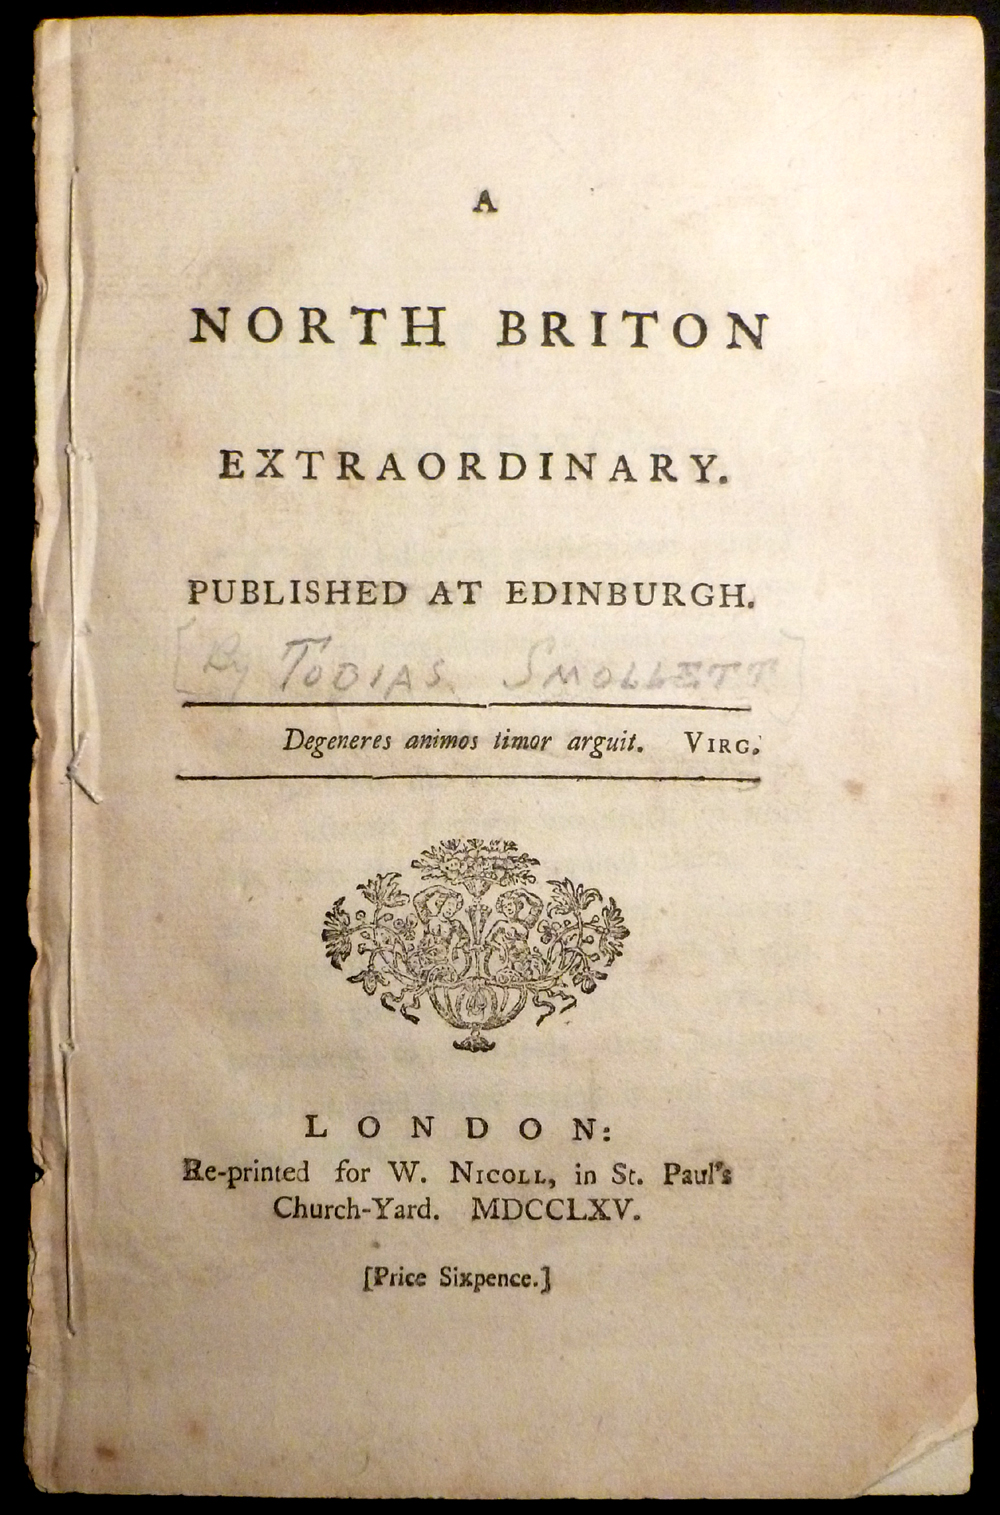 A
NORTH BRITON
EXTRAORDINARY.
PUBLISHED AT EDINBURGH.
[By TOBIAS SMOLLETT]
Degeneres animos timor arguit. VIRG.
LONDON:
Re-printed for W. NICOLL, in St. Paul's
Church-Yard. MDCCLXV.
[Price Sixpence.]